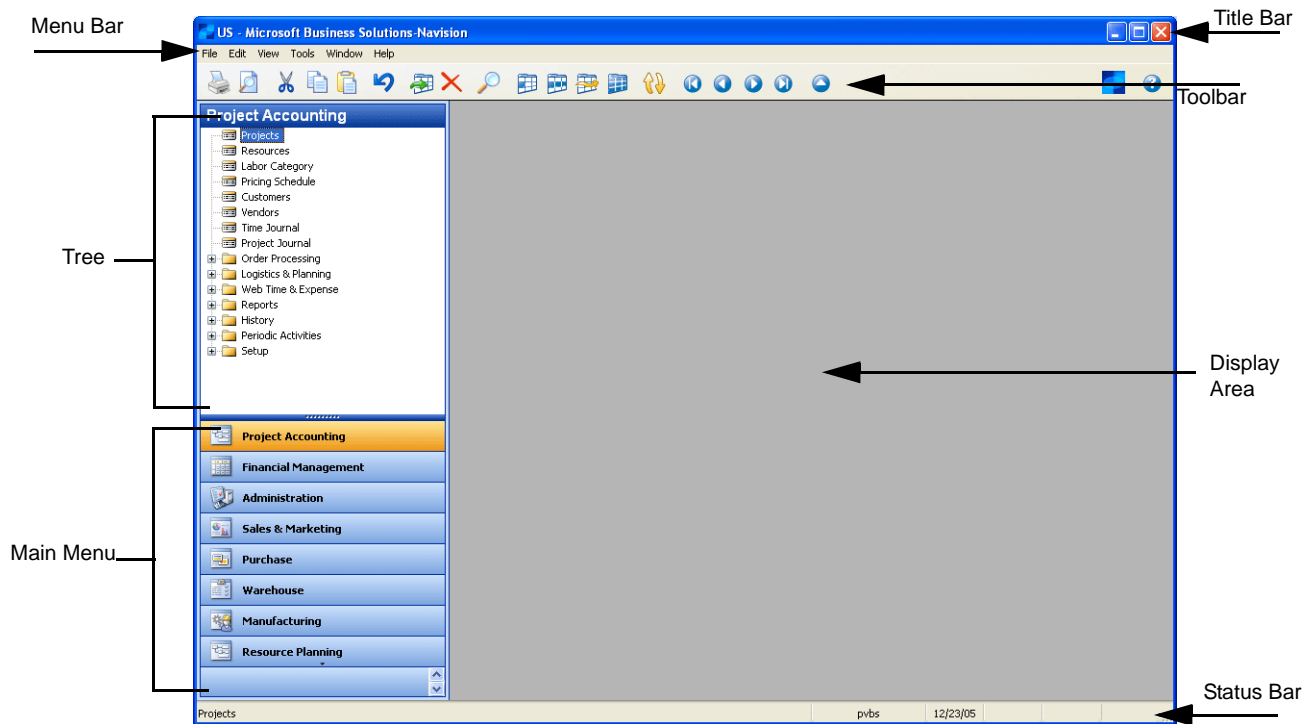 Menu Bar
Title Bar
US - Microsoft Business Solutions-Navision
File Edit View Tools Window Help
Toolbar
Project Accounting
Projects
Resources
Labor Category
Pricing Schedule
Customers
Vendors
Time Journal
Project Journal
Tree
Order Processing
Logistics & Planning
Web Time & Expense
Reports
History
Periodic Activities
Setup
Display
Area
Project Accounting
Financial Management
Administration
Sales & Marketing
Main Menu
Purchase
Warehouse
Manufacturing
Resource Planning
Status Bar
Projects pvbs 12/23/05